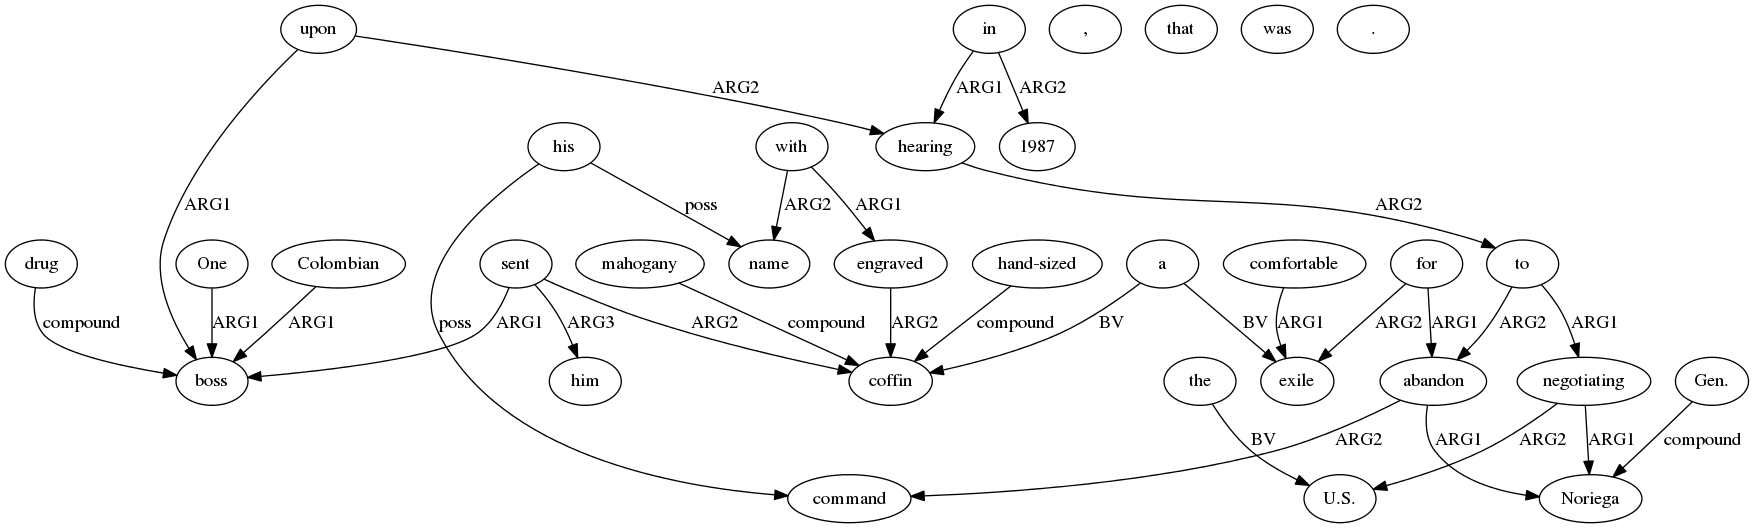 upon in , that was .
ARG2 ARG1 ARG2
his with hearing 1987
ARG1 poss ARG2 ARG1 ARG2
drug One Colombian sent mahogany name engraved hand-sized a comfortable for to
compound ARG1 ARG1 poss ARG1 ARG3 ARG2 compound ARG2 compound BV BV ARG1 ARG2 ARG1 ARG2 ARG1
boss him coffin the exile abandon negotiating Gen.
BV ARG2 ARG1 ARG2 ARG1 compound
command U.S. Noriega